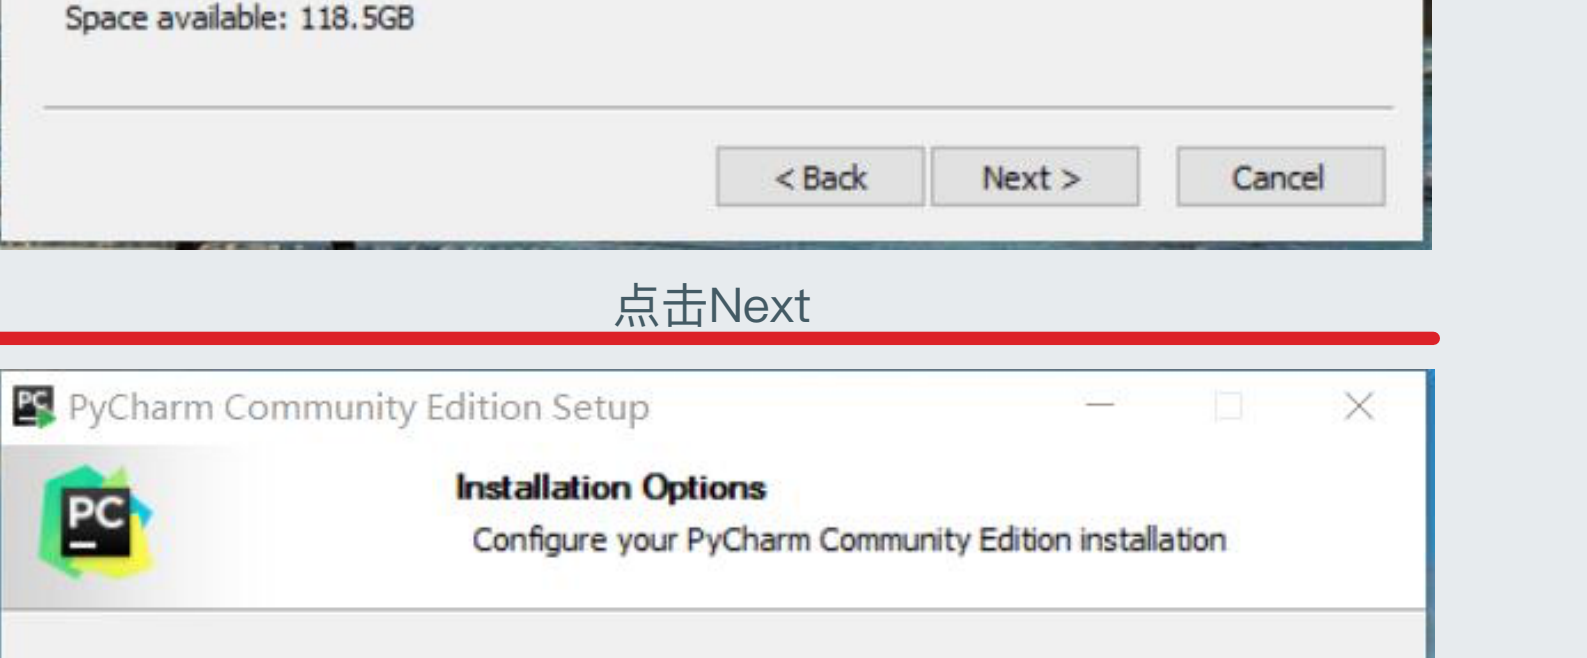 Space available: 118.5GB
< Back Next > Cancel
点击Next
PC PyCharm Community Edition Setup
PC
Installation Options
Configure your PyCharm Community Edition installation